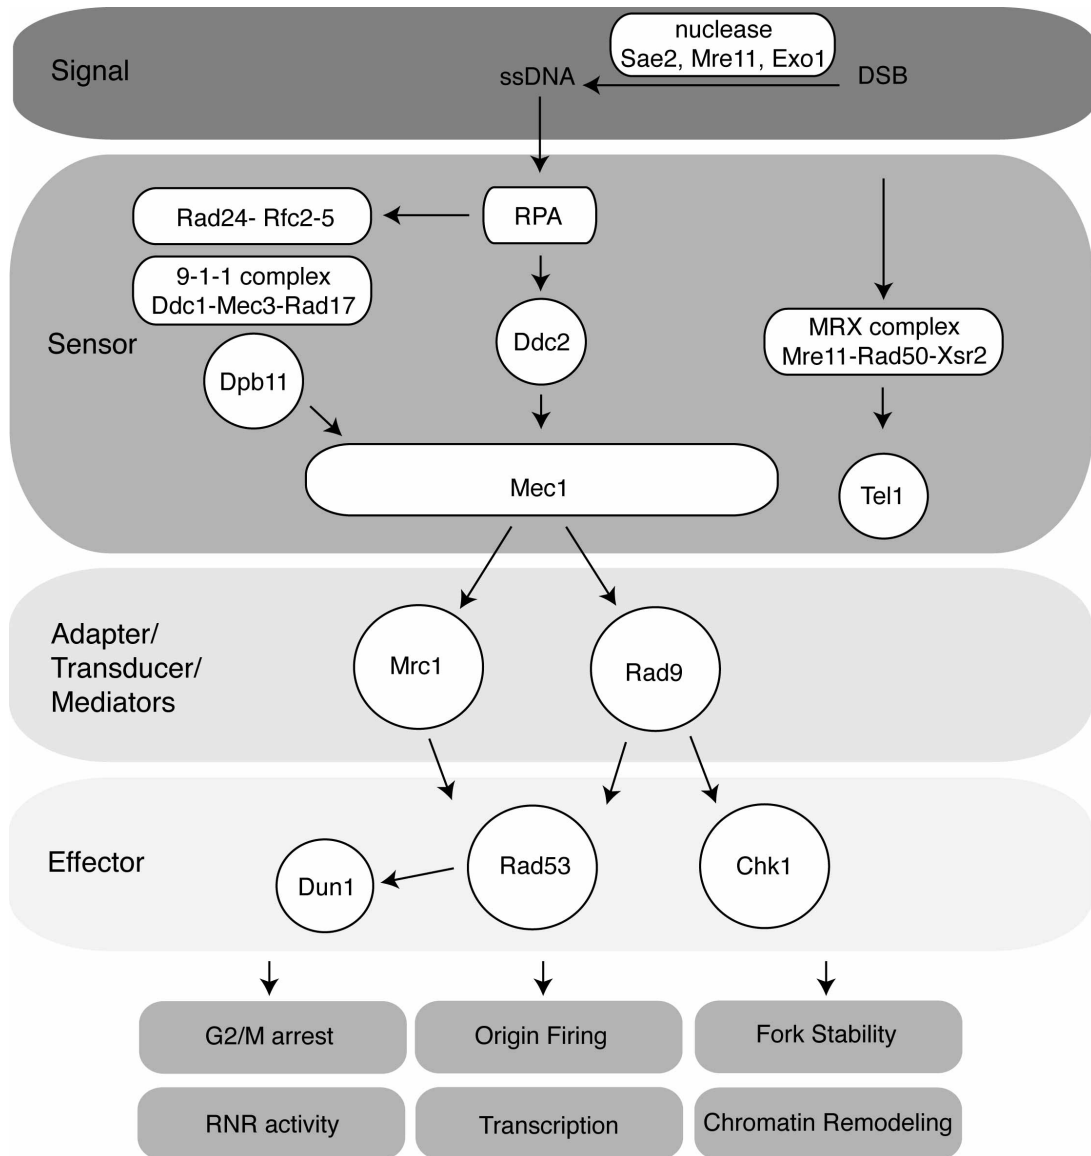 Signal
nuclease
Sae2, Mre11, Exo1
ssDNA
DSB
Sensor
Rad24- Rfc2-5
RPA
9-1-1 complex
Ddc1-Mec3-Rad17
Ddc2
MRX complex
Mre11-Rad50-Xsr2
Dpb11
Mec1
Tel1
Adapter/
Transducer/
Mediators
Mrc1
Rad9
Effector
Dun1
Rad53
Chk1
G2/M arrest
Origin Firing
Fork Stability
RNR activity
Transcription
Chromatin Remodeling